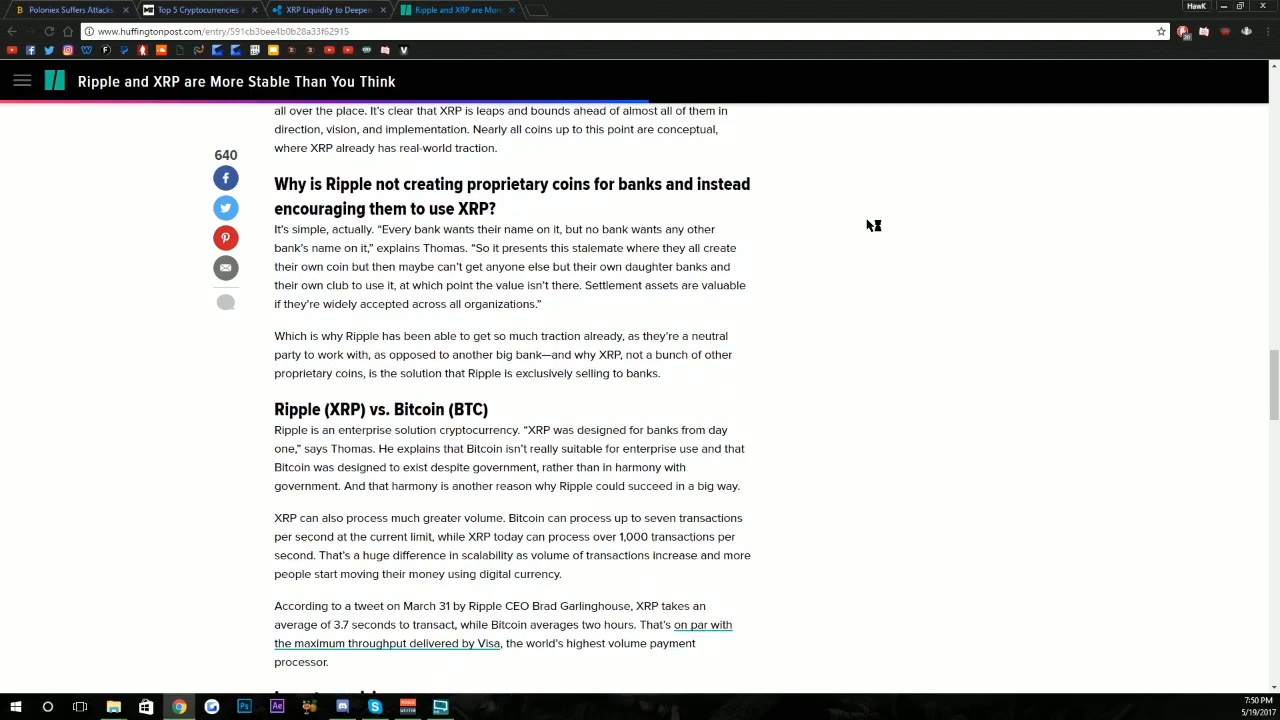 Poloniex Suffers Attacks
Top 5 Cryptocurrencies
XRP Liquidity to Deepen
Ripple and XRP are Mor
HawK
www.huffingtonpost.com/entry/591cb3bee4b0b28a33f62915
Ripple and XRP are More Stable Than You Think
all over the place. It's clear that XRP is leaps and bounds ahead of almost all of them in
direction, vision, and implementation. Nearly all coins up to this point are conceptual,
where XRP already has real-world traction.
640
Why is Ripple not creating proprietary coins for banks and instead
encouraging them to use XRP?
It's simple, actually. “Every bank wants their name on it, but no bank wants any other
bank's name on it,” explains Thomas. “So it presents this stalemate where they all create
their own coin but then maybe can't get anyone else but their own daughter banks and
their own club to use it, at which point the value isn't there. Settlement assets are valuable
if they're widely accepted across all organizations.”
Which is why Ripple has been able to get so much traction already, as they're a neutral
party to work with, as opposed to another big bank—and why XRP, not a bunch of other
proprietary coins, is the solution that Ripple is exclusively selling to banks.
Ripple (XRP) vs. Bitcoin (BTC)
Ripple is an enterprise solution cryptocurrency. “XRP was designed for banks from day
one,” says Thomas. He explains that Bitcoin isn't really suitable for enterprise use and that
Bitcoin was designed to exist despite government, rather than in harmony with
government. And that harmony is another reason why Ripple could succeed in a big way.
XRP can also process much greater volume. Bitcoin can process up to seven transactions
per second at the current limit, while XRP today can process over 1,000 transactions per
second. That's a huge difference in scalability as volume of transactions increase and more
people start moving their money using digital currency.
According to a tweet on March 31 by Ripple CEO Brad Garlinghouse, XRP takes an
average of 3.7 seconds to transact, while Bitcoin averages two hours. That's on par with
the maximum throughput delivered by Visa, the world's highest volume payment
processor.
7:50 PM
5/19/2017